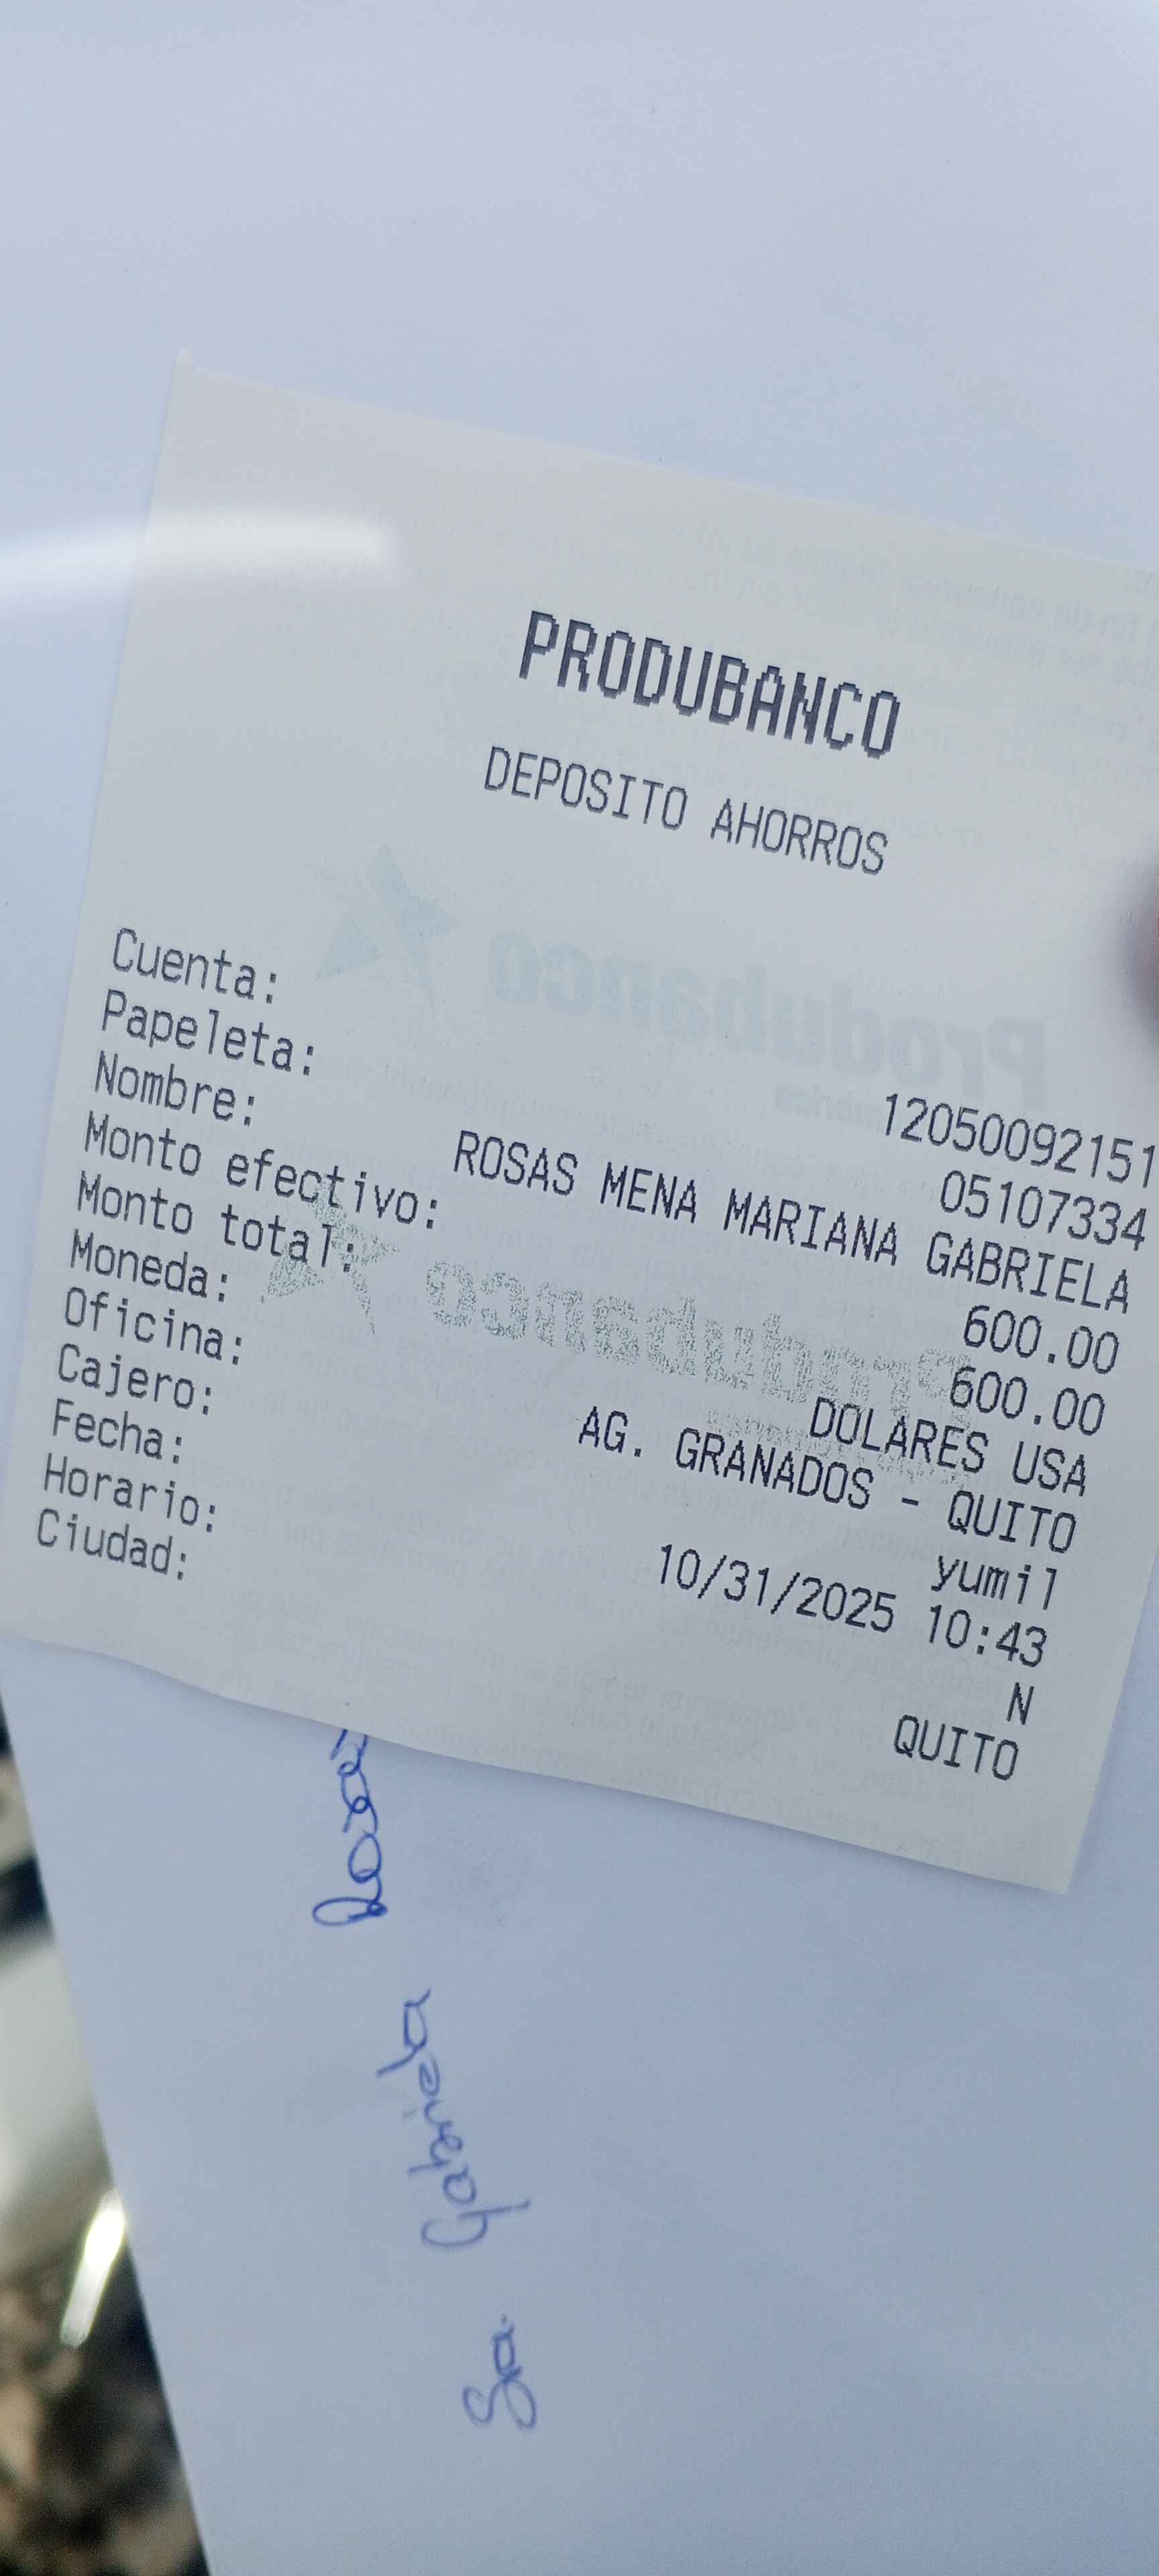 PRODUBANCO
DEPOSITO AHORROS
Cuenta: 12050092151
Papeleta: 05107334
Nombre: ROSAS MENA MARIANA GABRIELA
Monto efectivo: 600.00
Monto total: 600.00
Moneda: DOLARES USA
Oficina: AG. GRANADOS - QUITO
Cajero: yumil
Fecha: 10/31/2025 10:43
Horario: N
Ciudad: QUITO
Produbanco
Produbanco
Sra. Gabriela